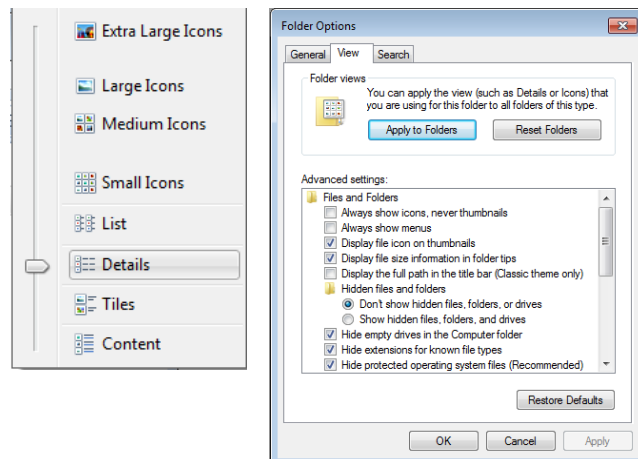 Extra Large Icons
Large Icons
Medium Icons
Small Icons
List
Details
Tiles
Content
Folder Options
General View Search
Folder views
You can apply the view (such as Details or Icons) that
you are using for this folder to all folders of this type.
Apply to Folders Reset Folders
Advanced settings:
Files and Folders
Always show icons, never thumbnails
Always show menus
Display file icon on thumbnails
Display file size information in folder tips
Display the full path in the title bar (Classic theme only)
Hidden files and folders
Don't show hidden files, folders, or drives
Show hidden files, folders, and drives
Hide empty drives in the Computer folder
Hide extensions for known file types
Hide protected operating system files (Recommended)
Restore Defaults
OK Cancel Apply